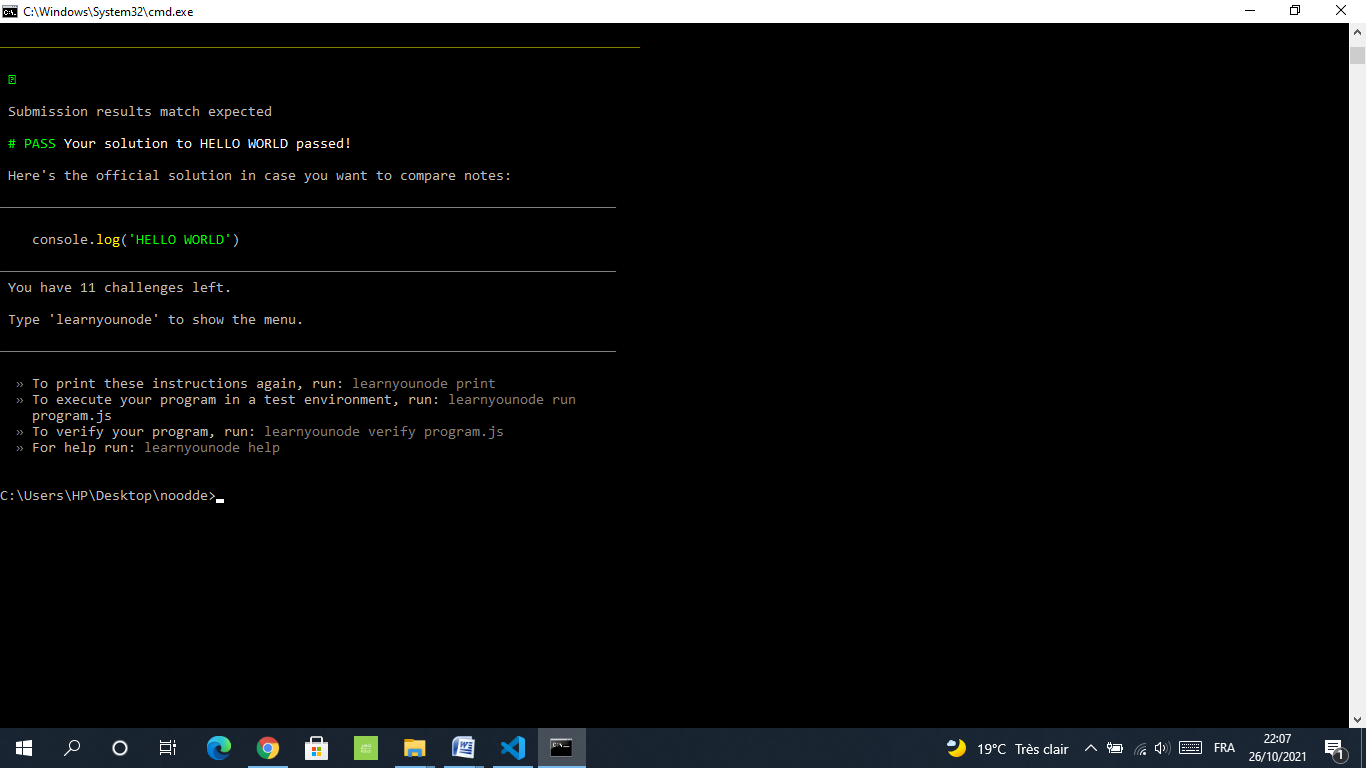 C:\Windows\System32\cmd.exe
Submission results match expected
# PASS Your solution to HELLO WORLD passed!
Here's the official solution in case you want to compare notes:
console.log('HELLO WORLD')
You have 11 challenges left.
Type 'learnyounode' to show the menu.
» To print these instructions again, run: learnyounode print
» To execute your program in a test environment, run: learnyounode run
program.js
» To verify your program, run: learnyounode verify program.js
» For help run: learnyounode help
C:\Users\HP\Desktop\noodde>
19°C Très clair
FRA
22:07
26/10/2021
1